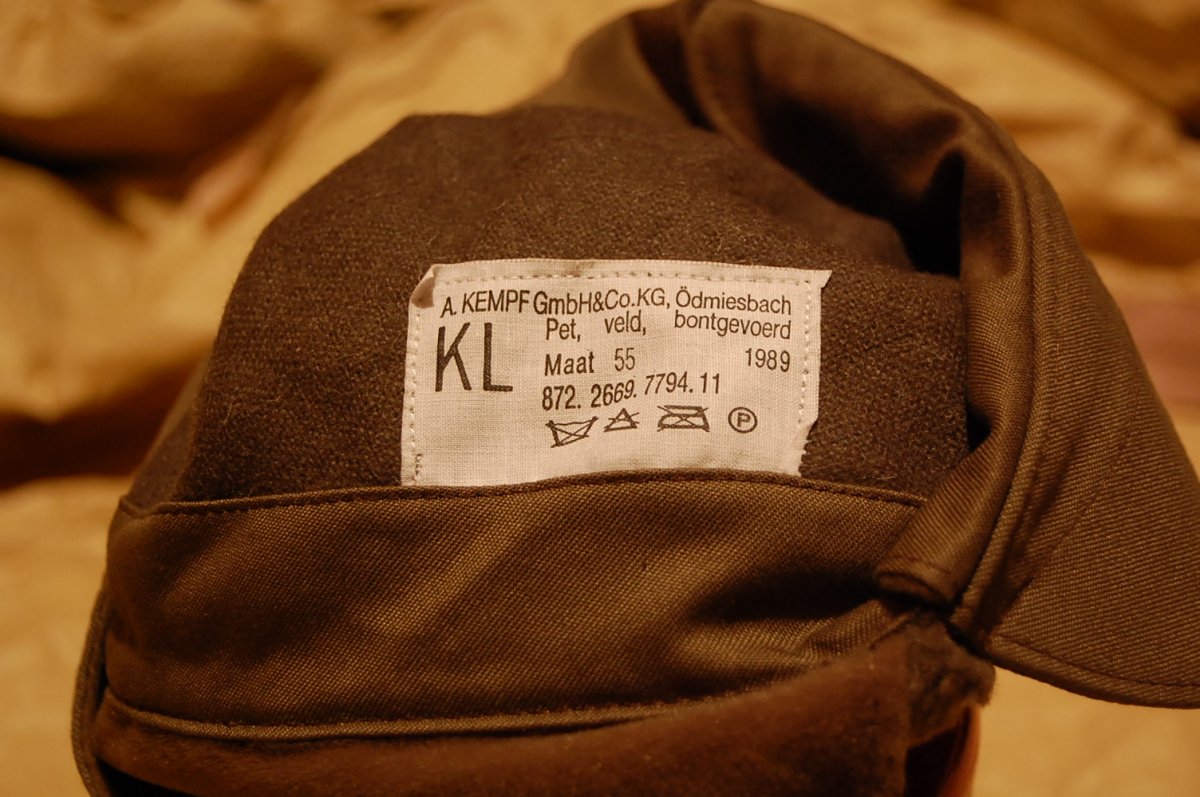 A. KEMPF GmbH&Co.KG, Ödmiesbach
KL
Pet, veld, bontgevoerd
Maat 55 1989
872. 2669. 7794. 11
P